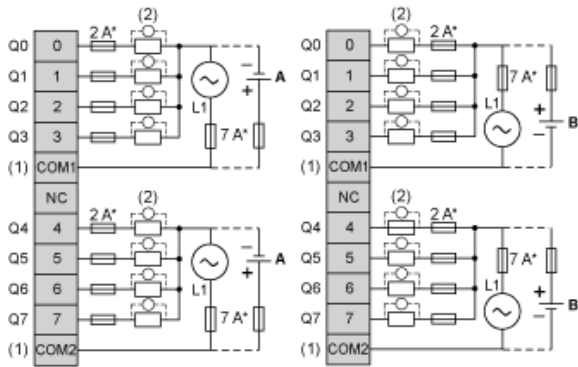 (2)
Q0 0 2 A*
Q1 1
Q2 2
Q3 3
(1) COM1
L1
7 A*
− + A
NC
(2)
Q4 4 2 A*
Q5 5
Q6 6
Q7 7
(1) COM2
L1
7 A*
− + A
(2)
Q0 0 2 A*
Q1 1
Q2 2
Q3 3
(1) COM1
7 A*
L1
+ − B
NC
(2)
Q4 4 2 A*
Q5 5
Q6 6
Q7 7
(1) COM2
7 A*
L1
+ − B